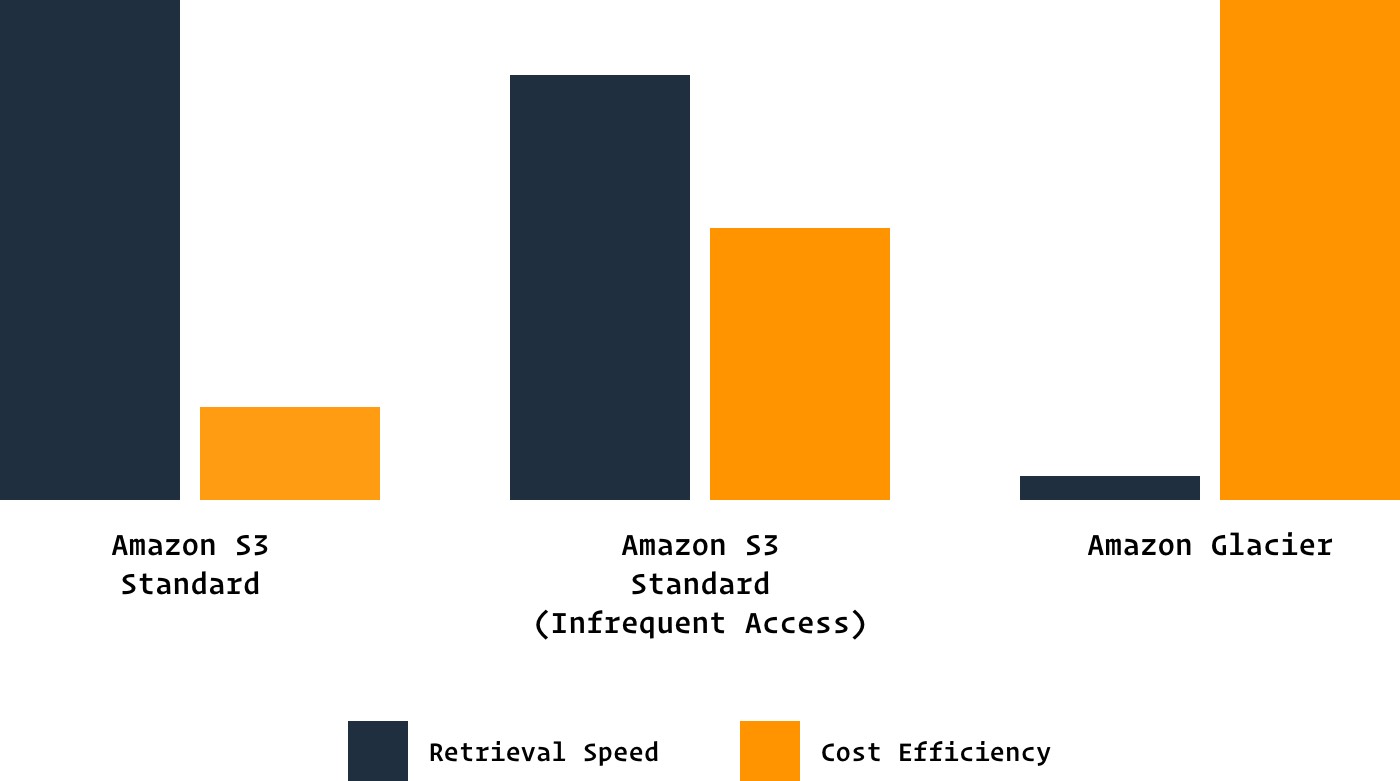 Amazon S3
Standard
Amazon S3
Standard
(Infrequent Access)
Amazon Glacier
Retrieval Speed
Cost Efficiency